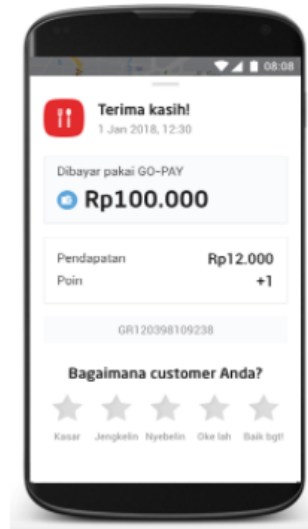 08:08
Terima kasih!
1 Jan 2018, 12:30
Dibayar pakai GO-PAY
Rp100.000
Pendapatan Rp12.000
Poin +1
GR120398109238
Bagaimana customer Anda?
Kasar Jengkelin Nyebelin Oke lah Baik bgt!